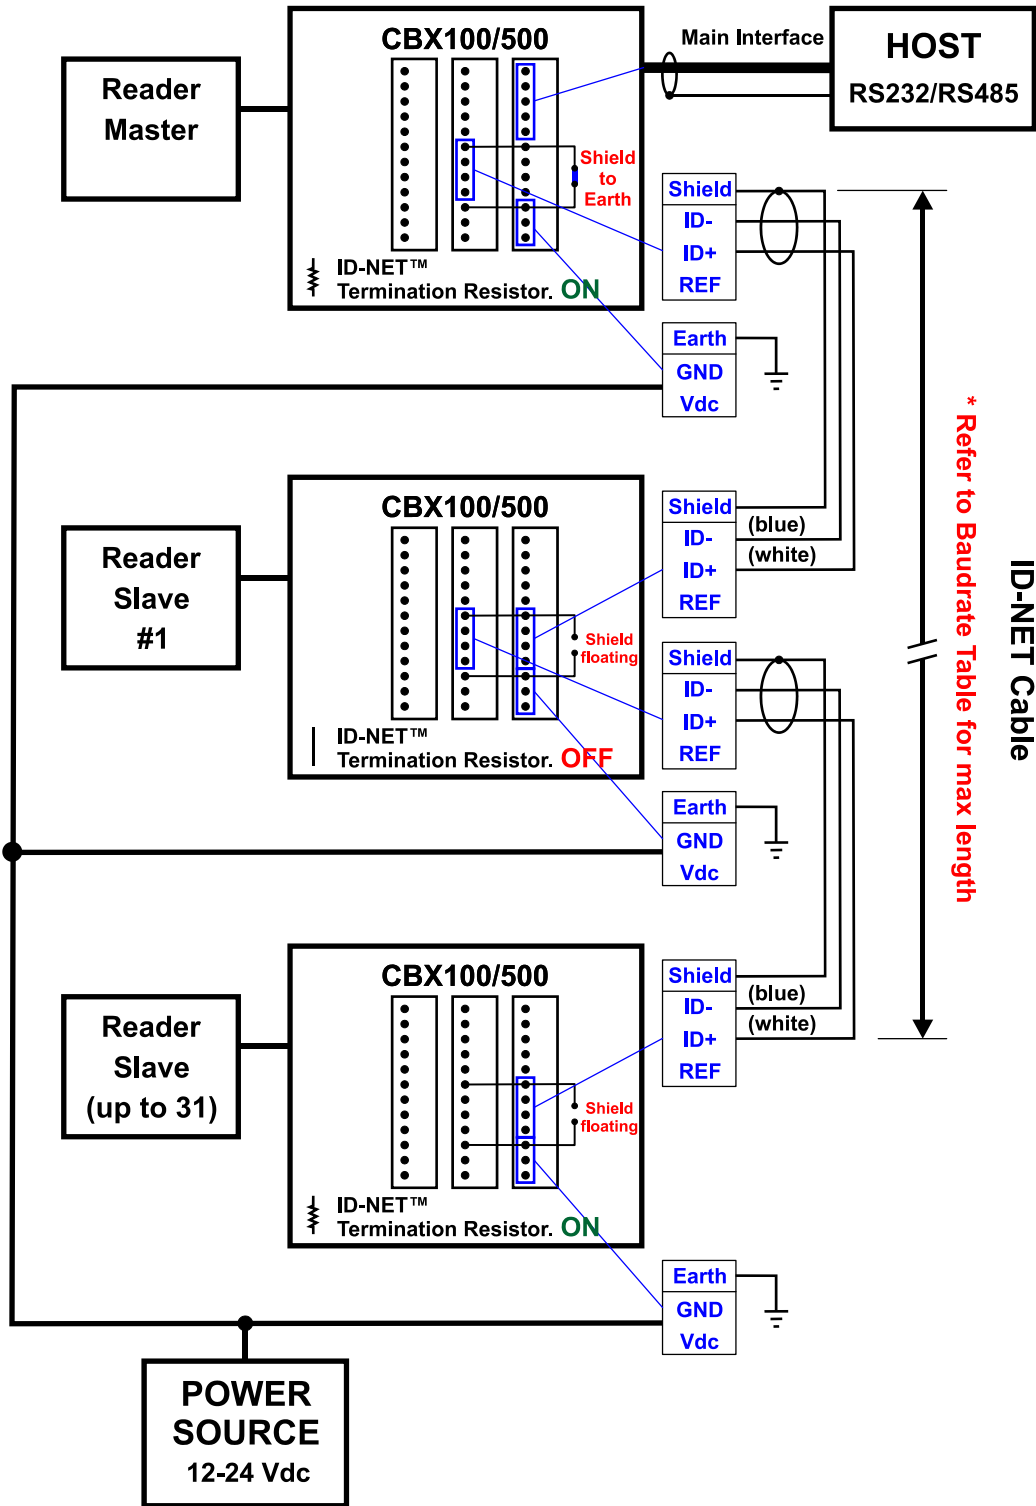 CBX100/500
Main Interface
HOST
RS232/RS485
Reader
Master
Shield
to
Earth
ID-NET™
Termination Resistor. ON
Shield
ID-
ID+
REF
Earth
GND
Vdc
CBX100/500
Reader
Slave
#1
Shield
floating
ID-NET™
Termination Resistor. OFF
Shield
ID-
(blue)
ID+
(white)
REF
Shield
ID-
ID+
REF
Earth
GND
Vdc
* Refer to Baudrate Table for max length
ID-NET Cable
CBX100/500
Reader
Slave
(up to 31)
Shield
floating
ID-NET™
Termination Resistor. ON
Shield
ID-
(blue)
ID+
(white)
REF
Earth
GND
Vdc
POWER
SOURCE
12-24 Vdc